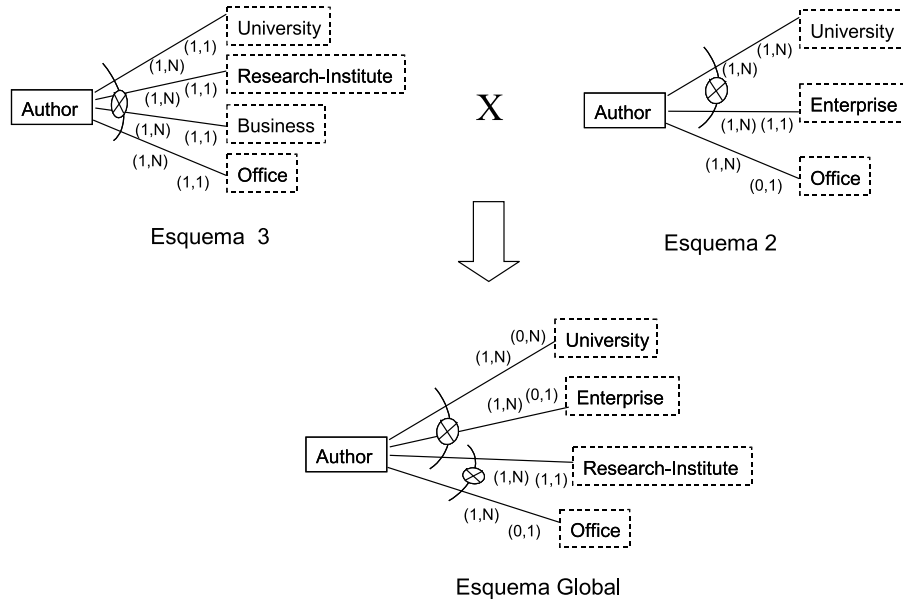 University
(1,1)
(1,N)
Research-Institute
(1,1)
(1,N)
Author
Business
(1,N)
(1,1)
(1,N)
Office
(1,1)
Esquema 3
X
University
(1,N)
(1,N)
Author
Enterprise
(1,N) (1,1)
(1,N)
(0,1)
Office
Esquema 2
(0,N)
University
(1,N)
(0,1)
Enterprise
(1,N)
Author
Research-Institute
(1,N) (1,1)
(1,N)
(0,1)
Office
Esquema Global